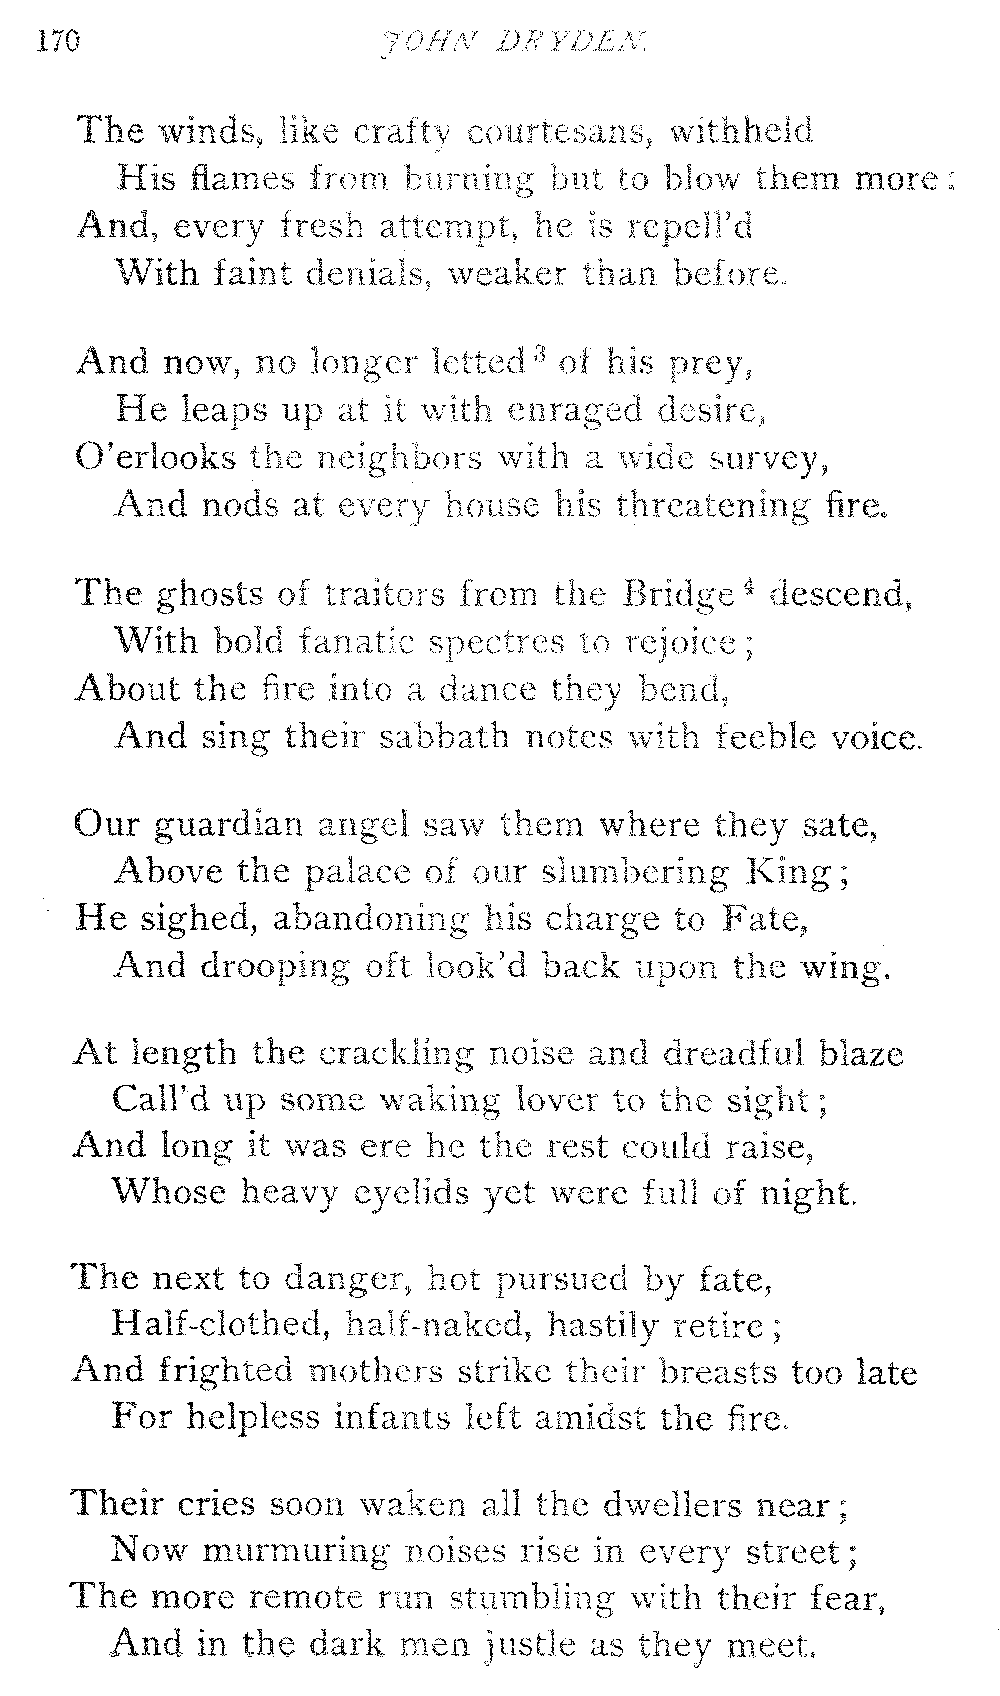 170 JOHN DRYDEN.
The winds, like crafty courtesans, withheld
His flames from burning but to blow them more:
And, every fresh attempt, he is repell'd
With faint denials, weaker than before.
And now, no longer letted³ of his prey,
He leaps up at it with enraged desire,
O'erlooks the neighbors with a wide survey,
And nods at every house his threatening fire.
The ghosts of traitors from the Bridge⁴ descend,
With bold fanatic spectres to rejoice;
About the fire into a dance they bend,
And sing their sabbath notes with feeble voice.
Our guardian angel saw them where they sate,
Above the palace of our slumbering King;
He sighed, abandoning his charge to Fate,
And drooping oft look'd back upon the wing.
At length the crackling noise and dreadful blaze
Call'd up some waking lover to the sight;
And long it was ere he the rest could raise,
Whose heavy eyelids yet were full of night.
The next to danger, hot pursued by fate,
Half-clothed, half-naked, hastily retire;
And frighted mothers strike their breasts too late
For helpless infants left amidst the fire.
Their cries soon waken all the dwellers near;
Now murmuring noises rise in every street;
The more remote run stumbling with their fear,
And in the dark men justle as they meet.